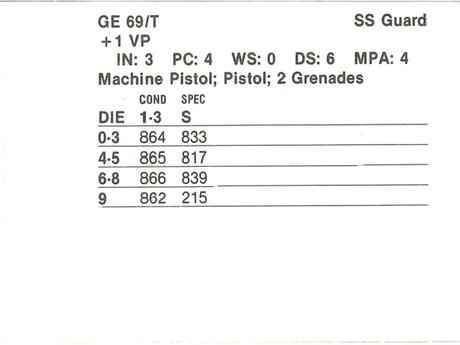 GE 69/T SS Guard
+1 VP
IN: 3 PC: 4 WS: 0 DS: 6 MPA: 4
Machine Pistol; Pistol; 2 Grenades
COND SPEC
DIE 1-3 S
0-3 864 833
4-5 865 817
6-8 866 839
9 862 215